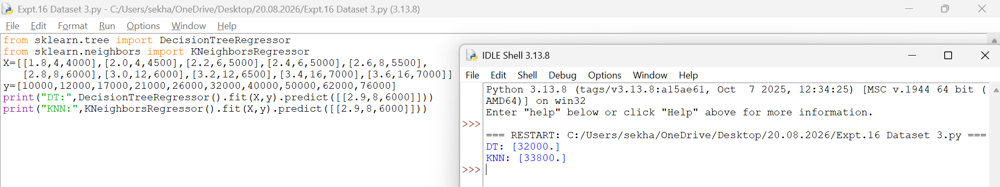 Expt.16 Dataset 3.py - C:/Users/sekha/OneDrive/Desktop/20.08.2026/Expt.16 Dataset 3.py (3.13.8)
File Edit Format Run Options Window Help
from sklearn.tree import DecisionTreeRegressor
from sklearn.neighbors import KNeighborsRegressor
X=[[1.8,4,4000],[2.0,4,4500],[2.2,6,5000],[2.4,6,5000],[2.6,8,5500],
   [2.8,8,6000],[3.0,12,6000],[3.2,12,6500],[3.4,16,7000],[3.6,16,7000]]
y=[10000,12000,17000,21000,26000,32000,40000,50000,62000,76000]
print("DT:",DecisionTreeRegressor().fit(X,y).predict([[2.9,8,6000]]))
print("KNN:",KNeighborsRegressor().fit(X,y).predict([[2.9,8,6000]]))
IDLE Shell 3.13.8
File Edit Shell Debug Options Window Help
Python 3.13.8 (tags/v3.13.8:a15ae61, Oct  7 2025, 12:34:25) [MSC v.1944 64 bit (
AMD64)] on win32
Enter "help" below or click "Help" above for more information.
>>>
=== RESTART: C:/Users/sekha/OneDrive/Desktop/20.08.2026/Expt.16 Dataset 3.py ===
DT: [32000.]
KNN: [33800.]
>>>